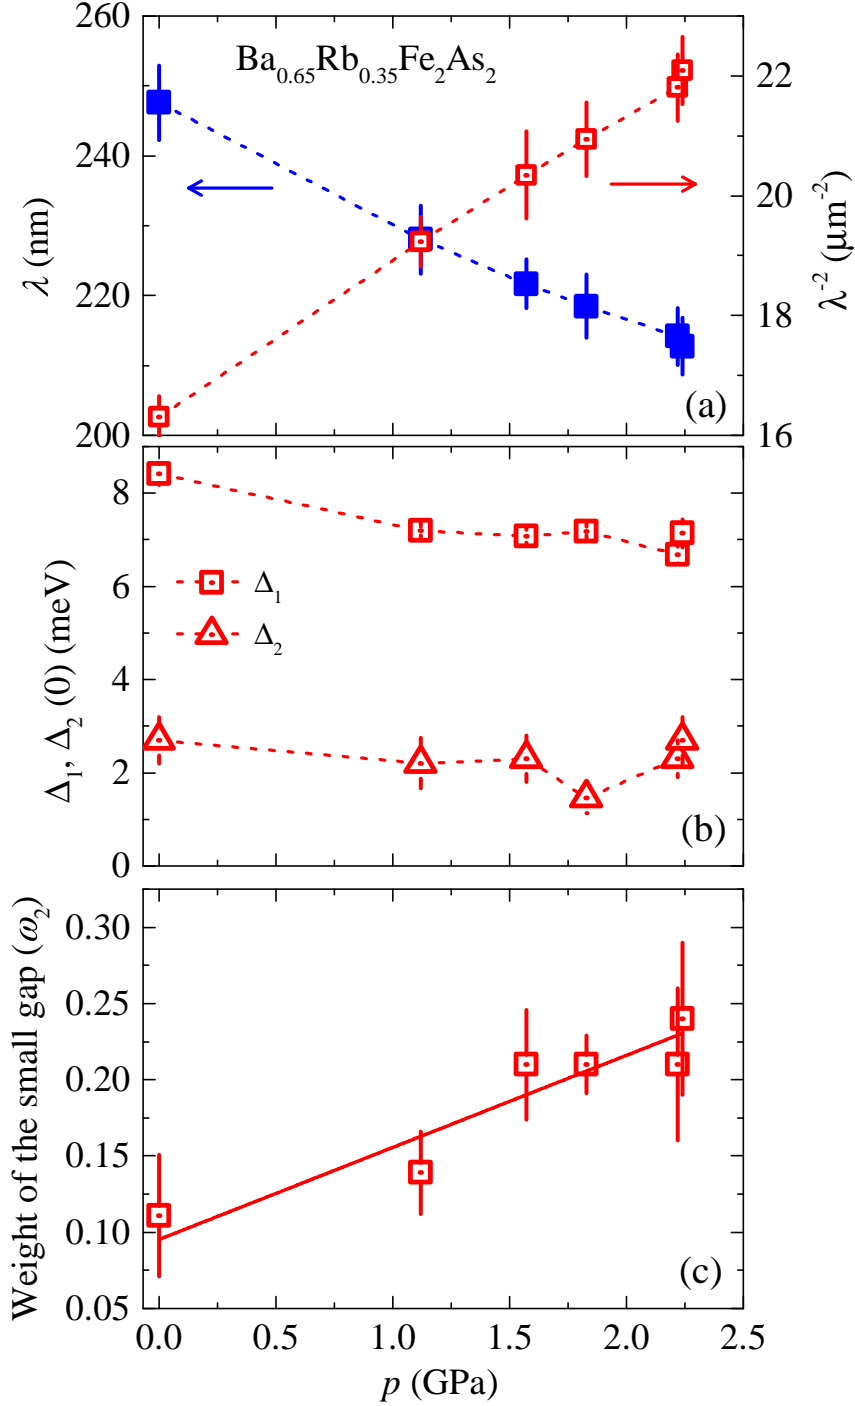 Ba₀.₆₅Rb₀.₃₅Fe₂As₂
260
240
220
200
λ (nm)
22
20
18
16
λ⁻² (μm⁻²)
(a)
8
6
4
2
0
Δ₁, Δ₂ (0) (meV)
Δ₁
Δ₂
(b)
0.30
0.25
0.20
0.15
0.10
0.05
Weight of the small gap (ω₂)
(c)
0.0 0.5 1.0 1.5 2.0 2.5
p (GPa)